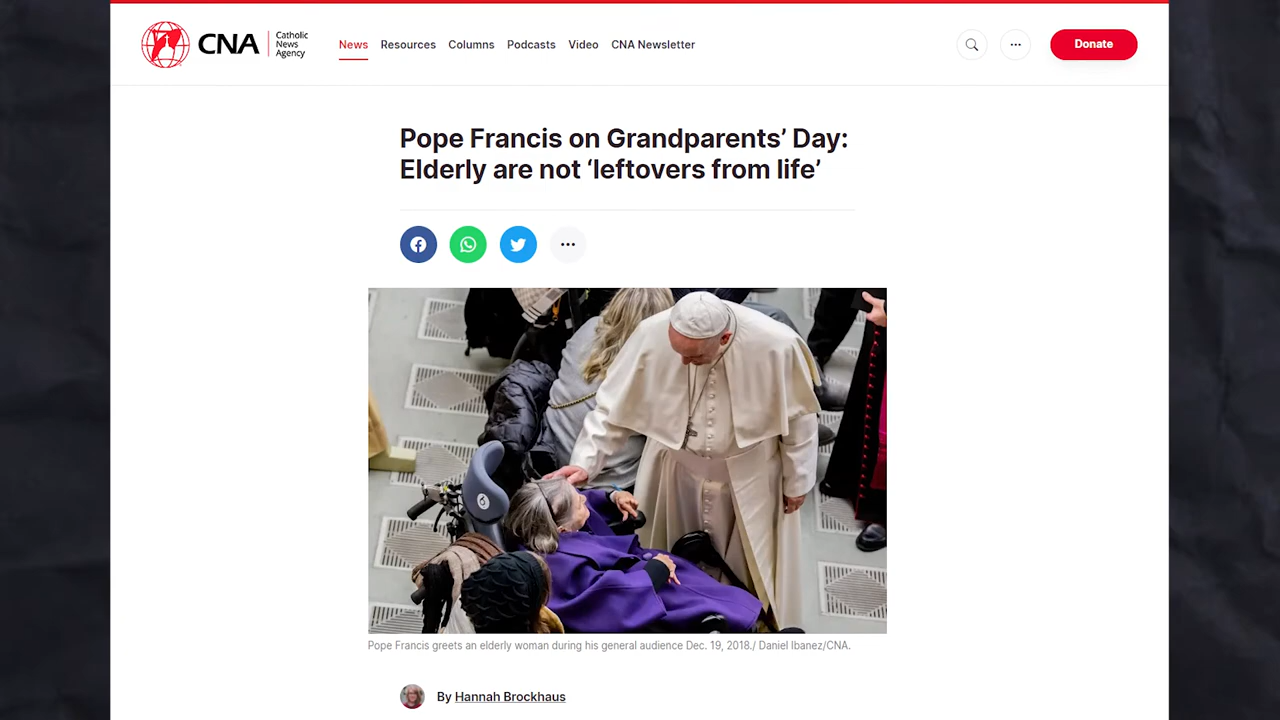 CNA
Catholic
News
Agency
News Resources Columns Podcasts Video CNA Newsletter
Donate
Pope Francis on Grandparents’ Day:
Elderly are not ‘leftovers from life’
Pope Francis greets an elderly woman during his general audience Dec. 19, 2018./ Daniel Ibanez/CNA.
By Hannah Brockhaus